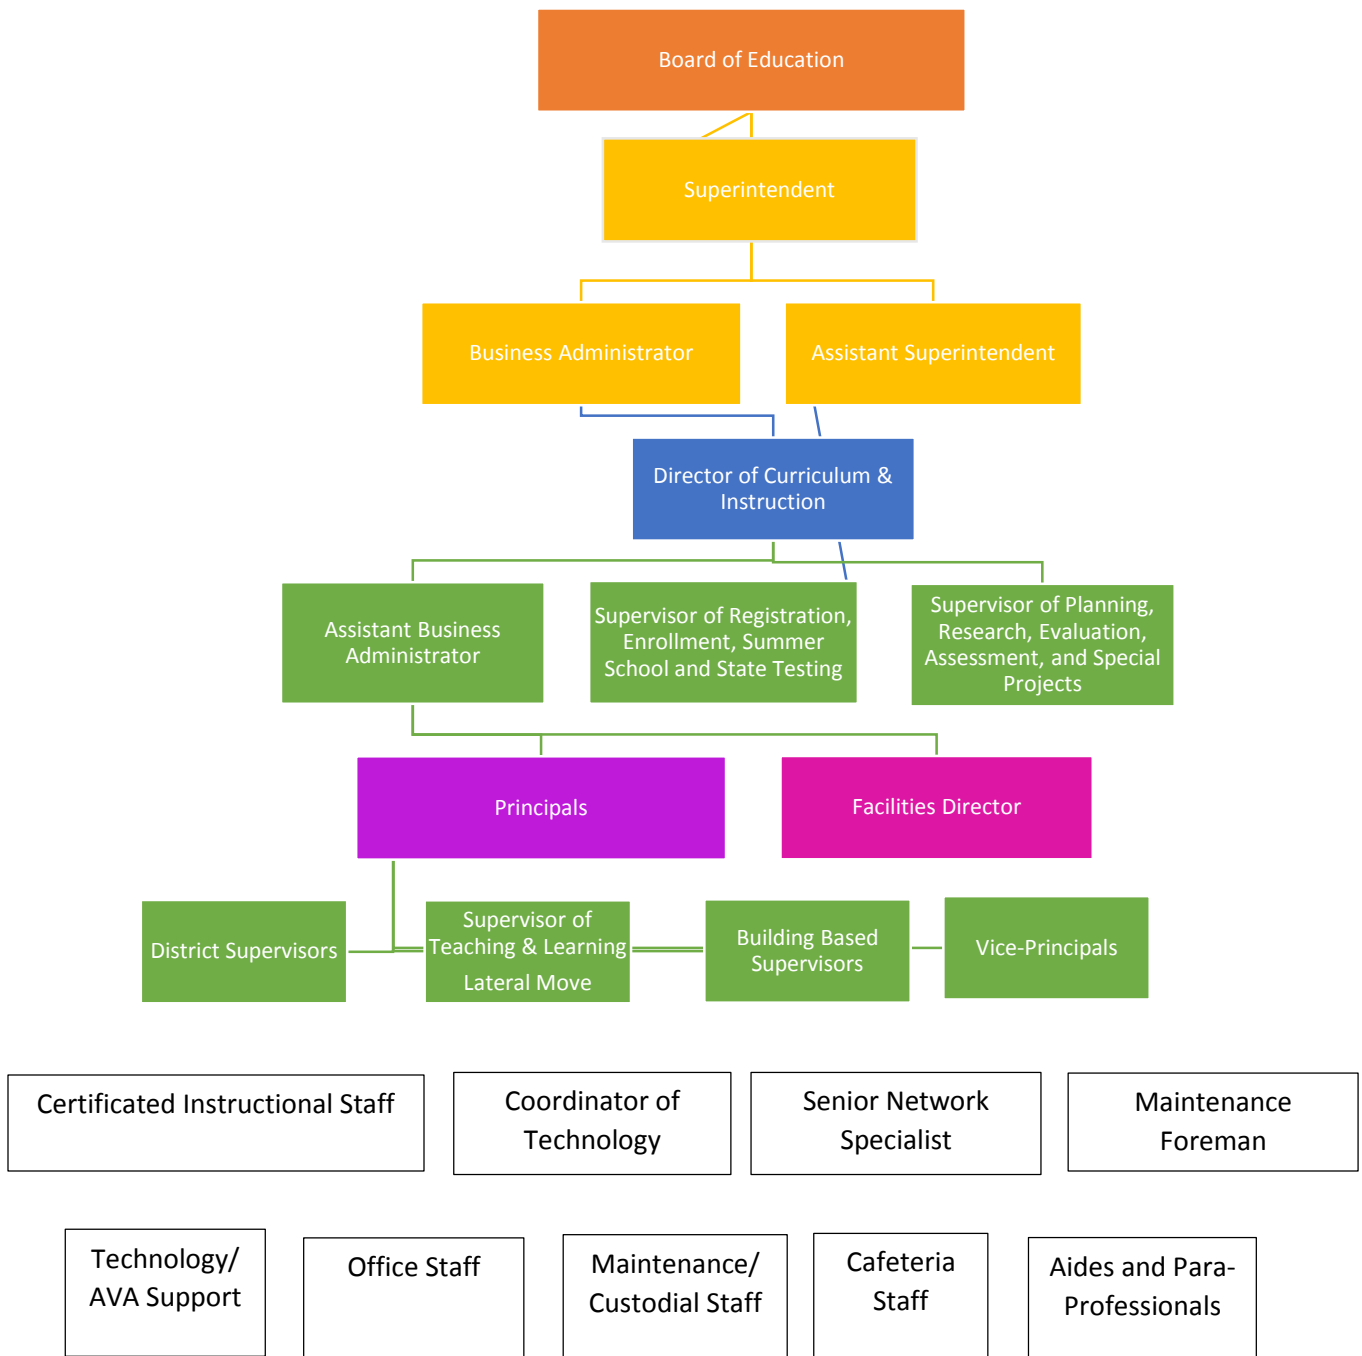 Board of Education
Superintendent
Business Administrator
Assistant Superintendent
Director of Curriculum &
Instruction
Assistant Business
Administrator
Supervisor of Registration,
Enrollment, Summer
School and State Testing
Supervisor of Planning,
Research, Evaluation,
Assessment, and Special
Projects
Principals
Facilities Director
District Supervisors
Supervisor of
Teaching & Learning
Lateral Move
Building Based
Supervisors
Vice-Principals
Certificated Instructional Staff
Coordinator of
Technology
Senior Network
Specialist
Maintenance
Foreman
Technology/
AVA Support
Office Staff
Maintenance/
Custodial Staff
Cafeteria
Staff
Aides and Para-
Professionals